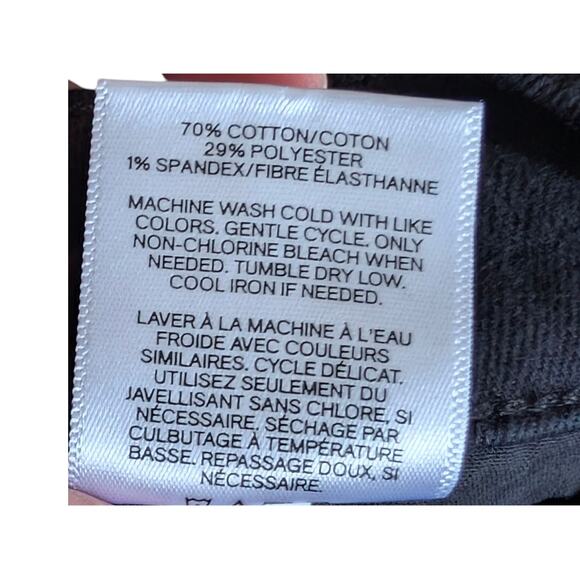 70% COTTON/COTON
29% POLYESTER
1% SPANDEX/FIBRE ÉLASTHANNE
MACHINE WASH COLD WITH LIKE
COLORS. GENTLE CYCLE. ONLY
NON-CHLORINE BLEACH WHEN
NEEDED. TUMBLE DRY LOW.
COOL IRON IF NEEDED.
LAVER À LA MACHINE À L'EAU
FROIDE AVEC COULEURS
SIMILAIRES. CYCLE DÉLICAT.
UTILISEZ SEULEMENT DU
JAVELLISANT SANS CHLORE, SI
NÉCESSAIRE, SÉCHAGE PAR
CULBUTAGE À TEMPÉRATURE
BASSE. REPASSAGE DOUX, SI
NÉCESSAIRE.